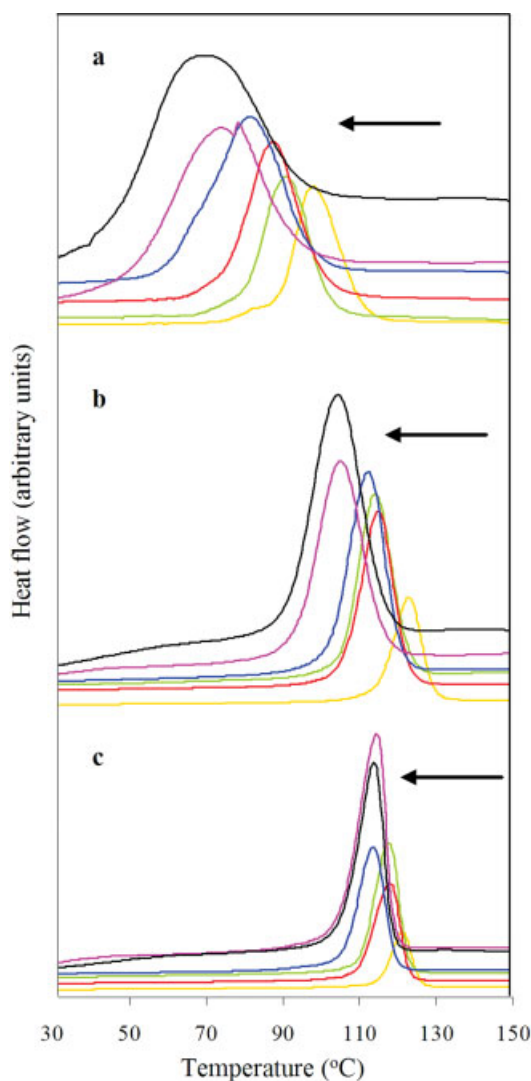 a
b
c
Heat flow (arbitrary units)
30 50 70 90 110 130 150
Temperature (°C)